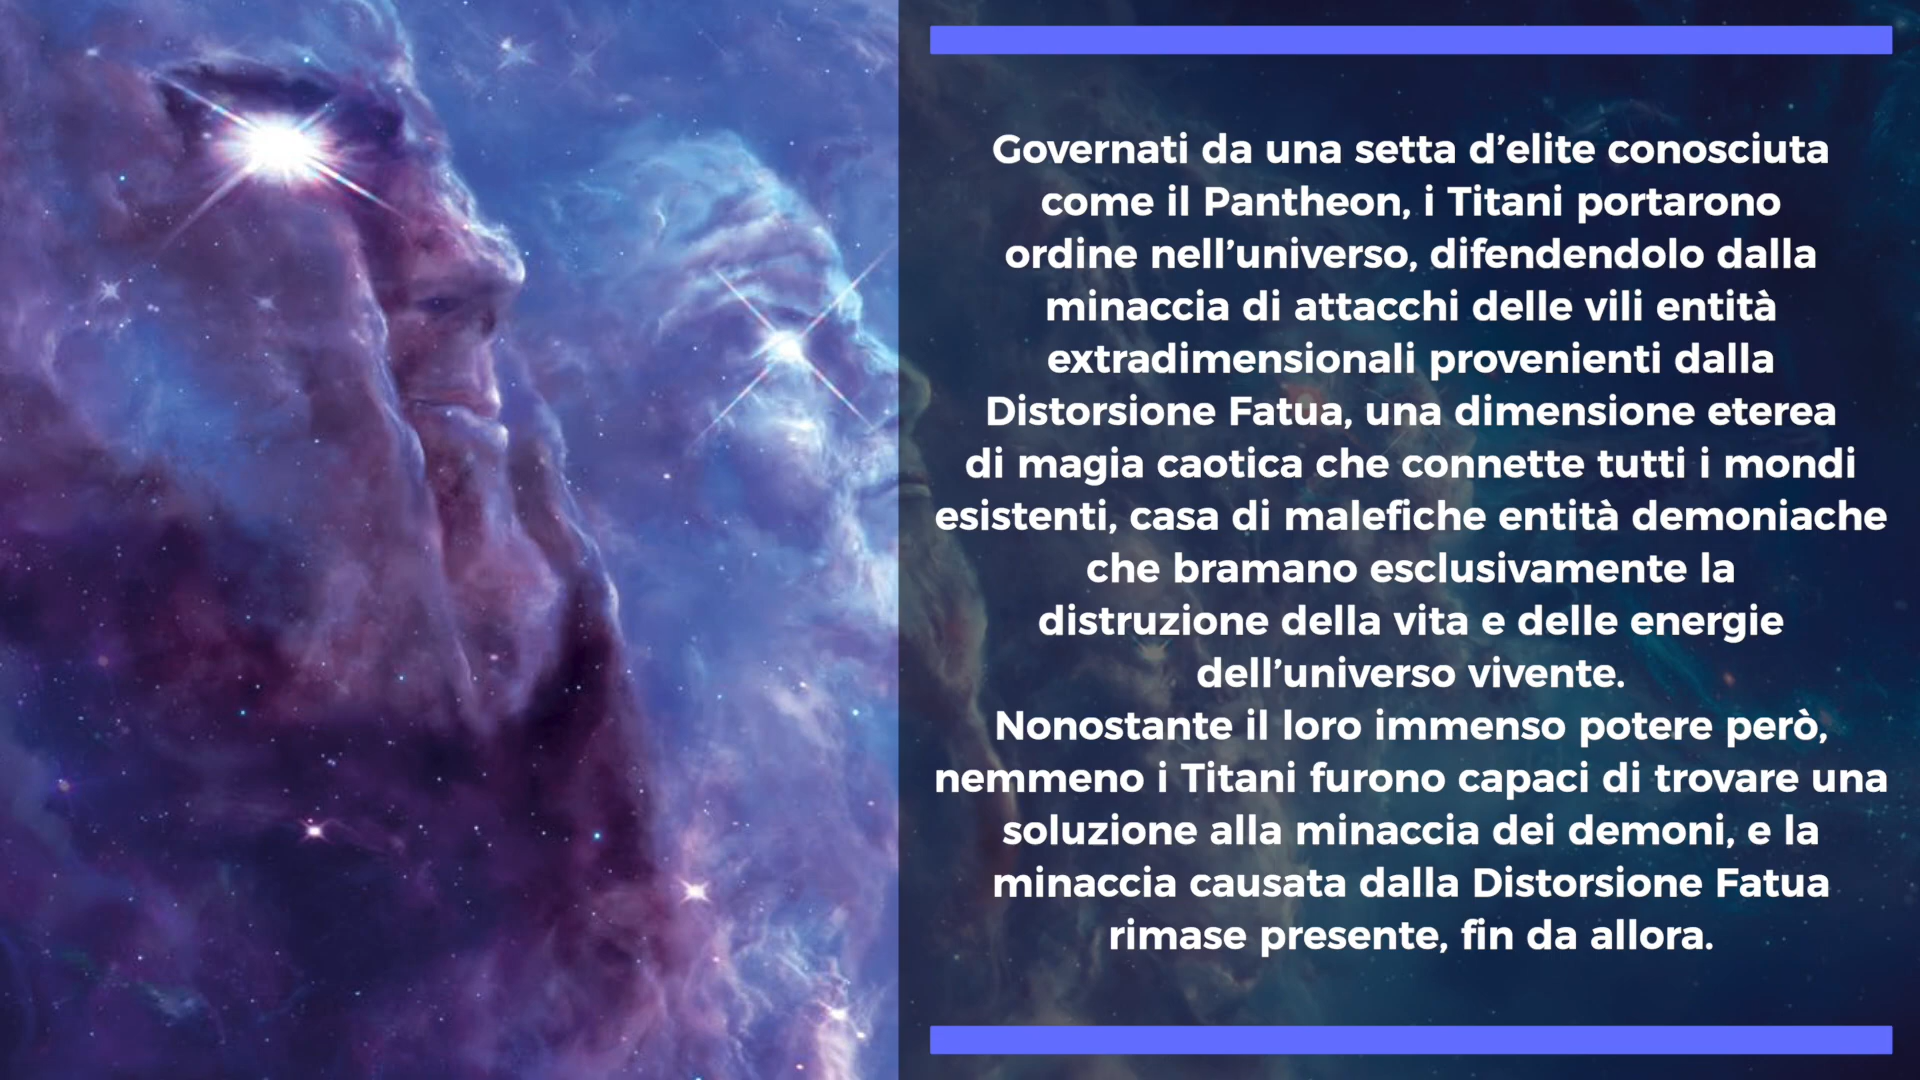 Governati da una setta d’elite conosciuta
come il Pantheon, i Titani portarono
ordine nell’universo, difendendolo dalla
minaccia di attacchi delle vili entità
extradimensionali provenienti dalla
Distorsione Fatua, una dimensione eterea
di magia caotica che connette tutti i mondi
esistenti, casa di malefiche entità demoniache
che bramano esclusivamente la
distruzione della vita e delle energie
dell’universo vivente.
Nonostante il loro immenso potere però,
nemmeno i Titani furono capaci di trovare una
soluzione alla minaccia dei demoni, e la
minaccia causata dalla Distorsione Fatua
rimase presente, fin da allora.